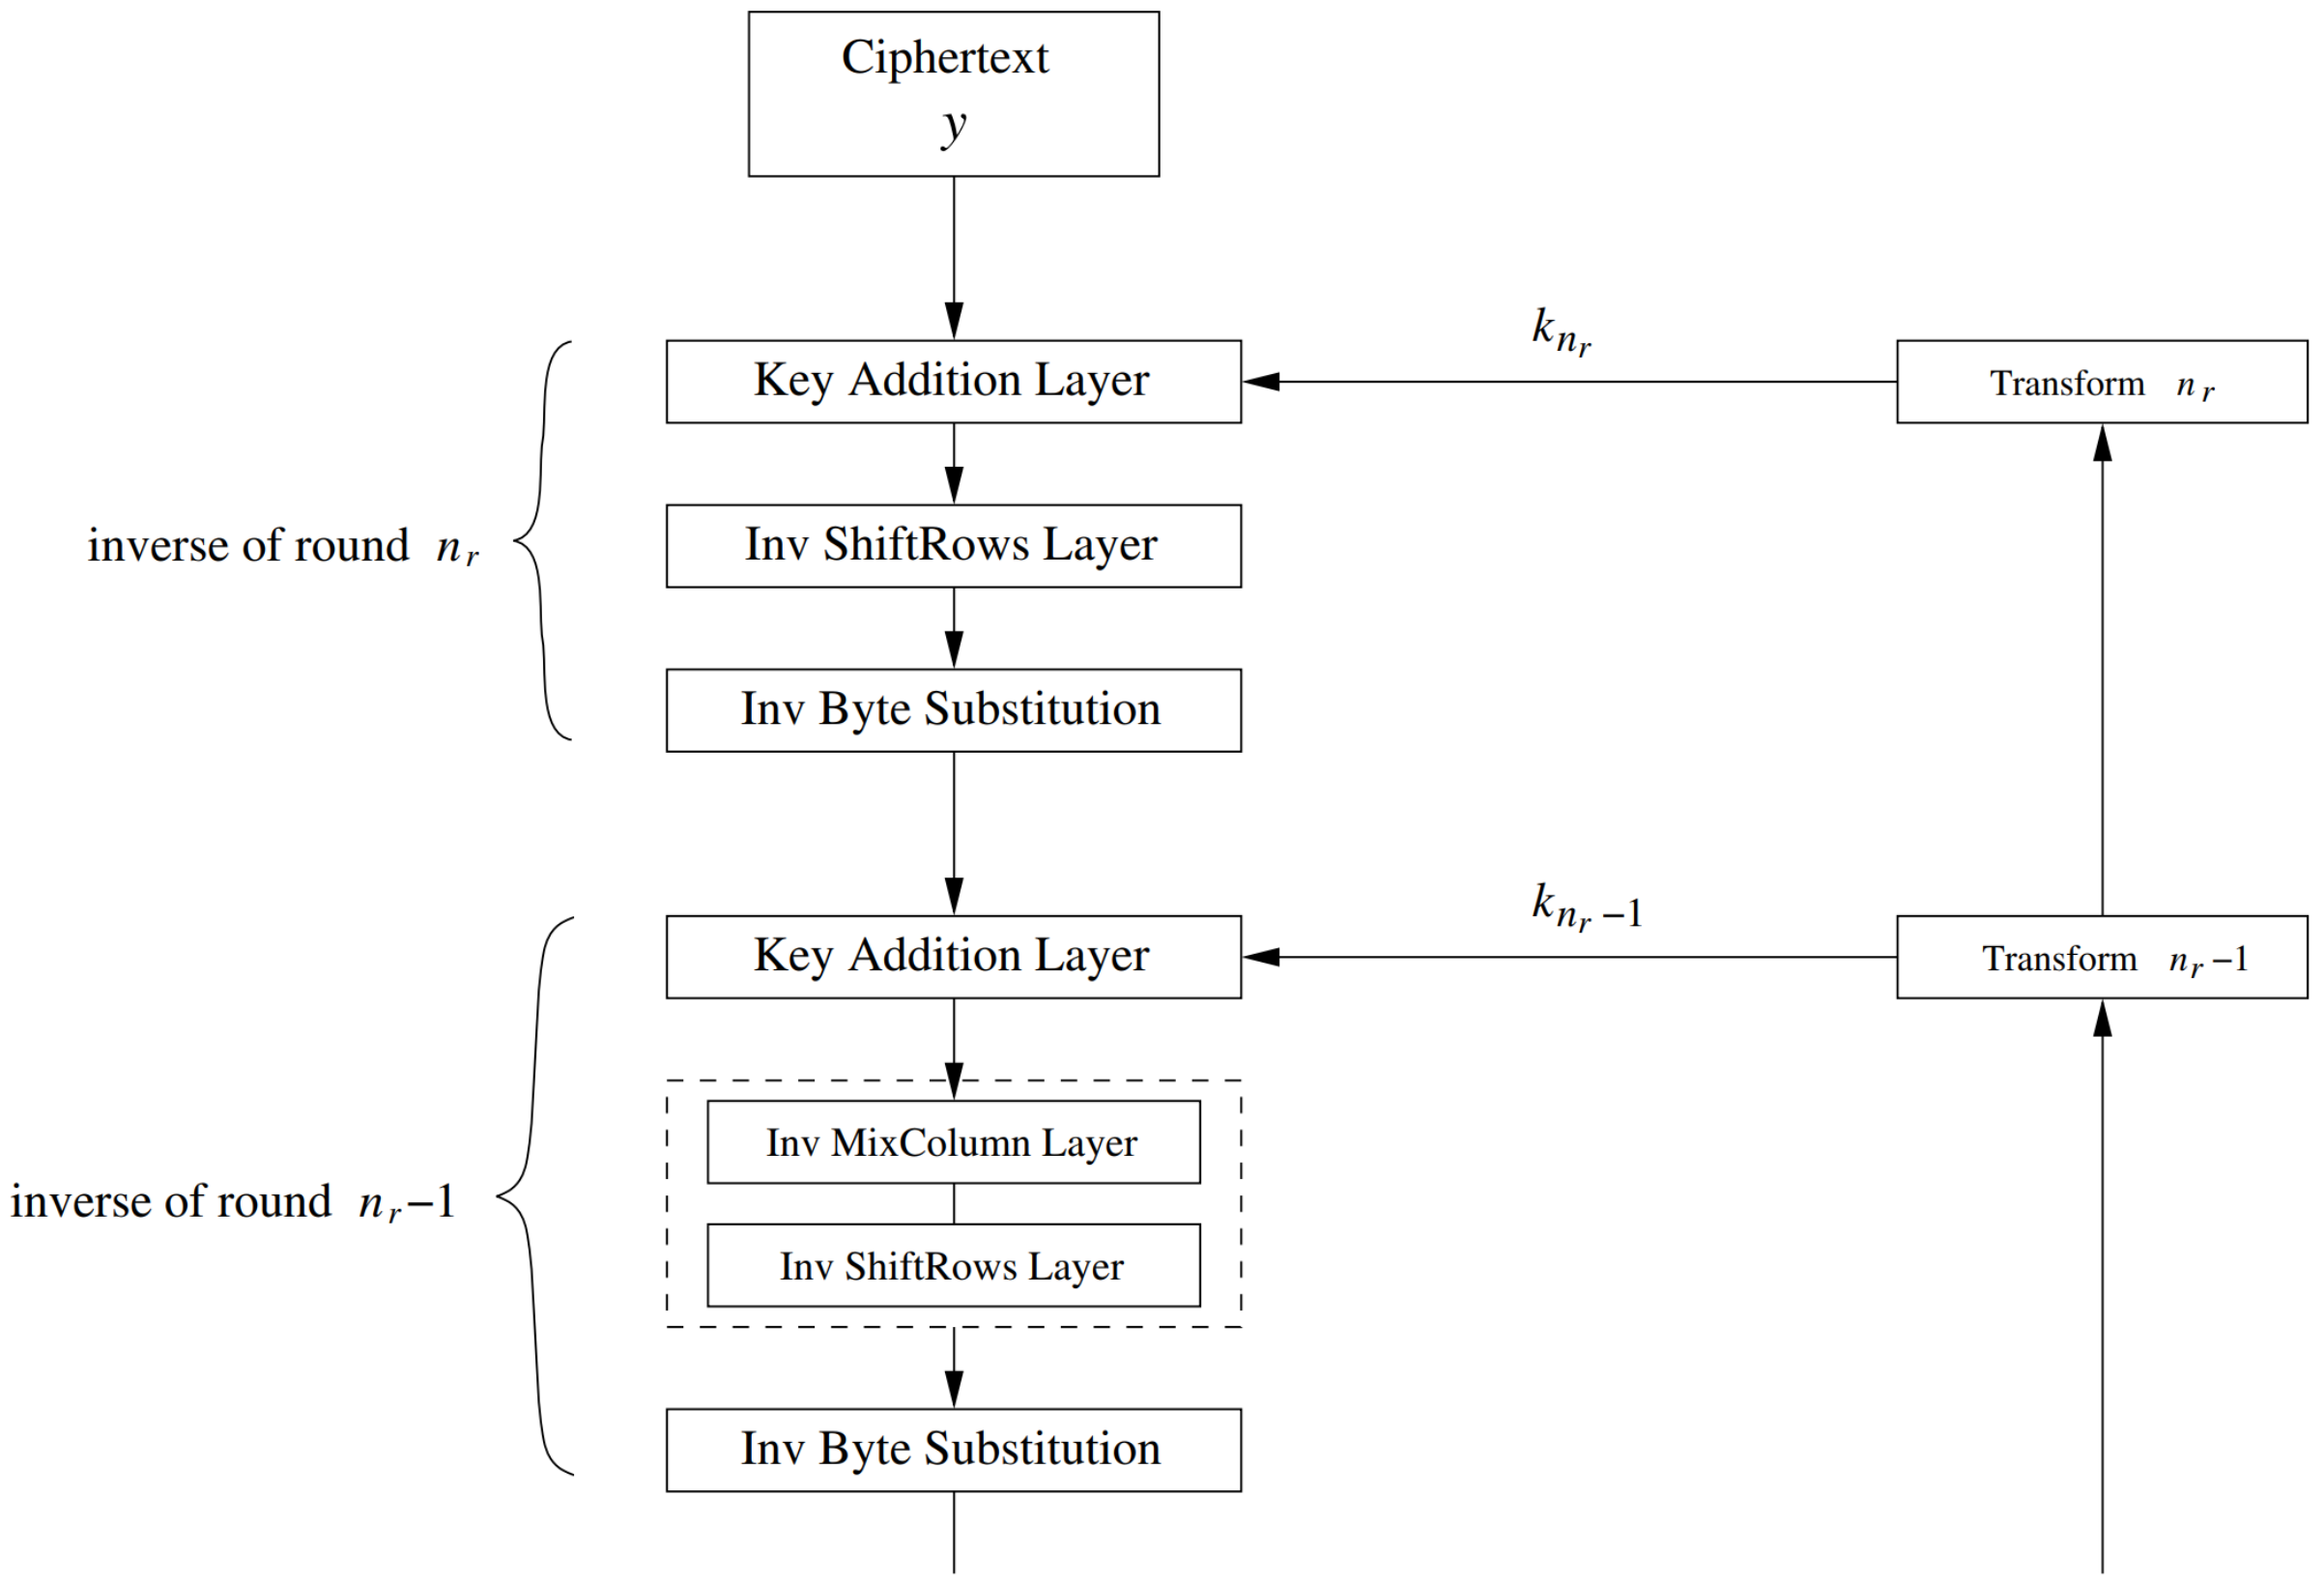 Ciphertext
y
k_{n_r}
Key Addition Layer
Transform n_r
inverse of round n_r
Inv ShiftRows Layer
Inv Byte Substitution
k_{n_r −1}
Key Addition Layer
Transform n_r −1
Inv MixColumn Layer
inverse of round n_r −1
Inv ShiftRows Layer
Inv Byte Substitution